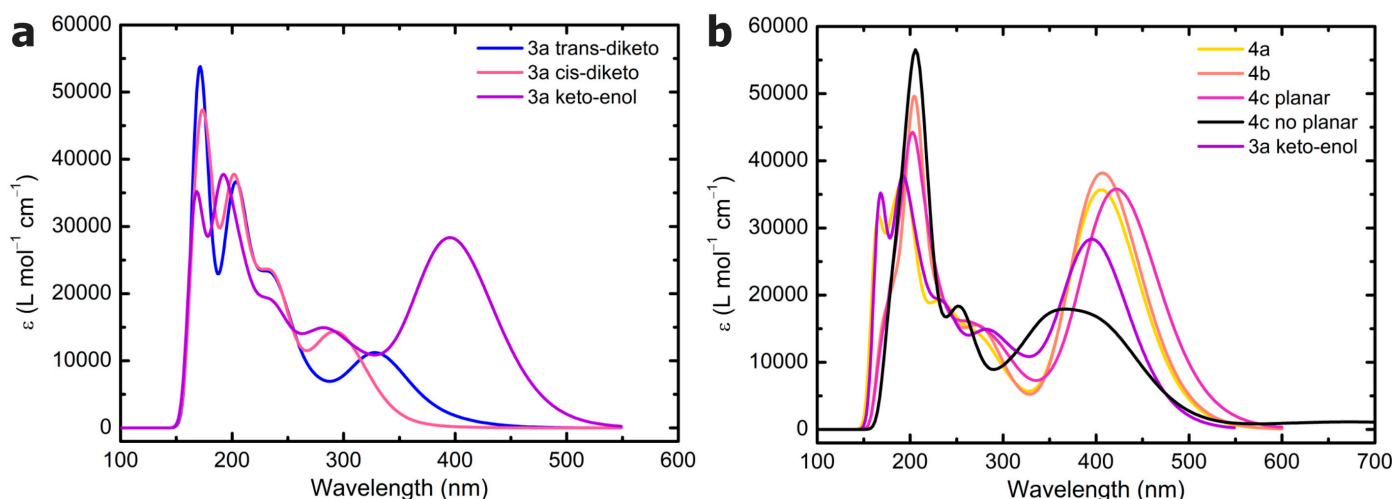 a
60000
50000
40000
30000
20000
10000
0
ε (L mol⁻¹ cm⁻¹)
3a trans-diketo
3a cis-diketo
3a keto-enol
100
200
300
400
500
600
Wavelength (nm)
b
60000
50000
40000
30000
20000
10000
0
ε (L mol⁻¹ cm⁻¹)
4a
4b
4c planar
4c no planar
3a keto-enol
100
200
300
400
500
600
700
Wavelength (nm)